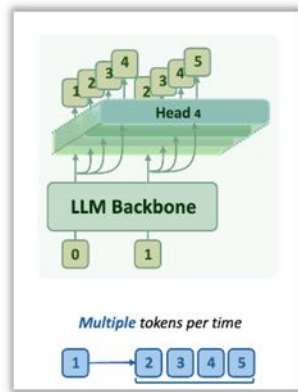 1 2 3 4 2 3 4 5
Head 4
LLM Backbone
0 1
Multiple tokens per time
1 2 3 4 5